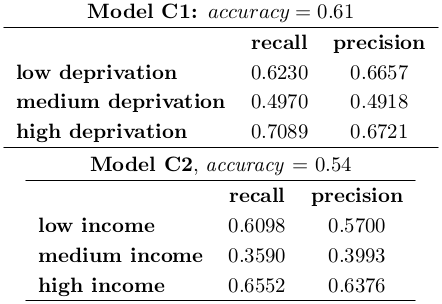 Model C1: accuracy = 0.61
recall precision
low deprivation 0.6230 0.6657
medium deprivation 0.4970 0.4918
high deprivation 0.7089 0.6721
Model C2, accuracy = 0.54
recall precision
low income 0.6098 0.5700
medium income 0.3590 0.3993
high income 0.6552 0.6376